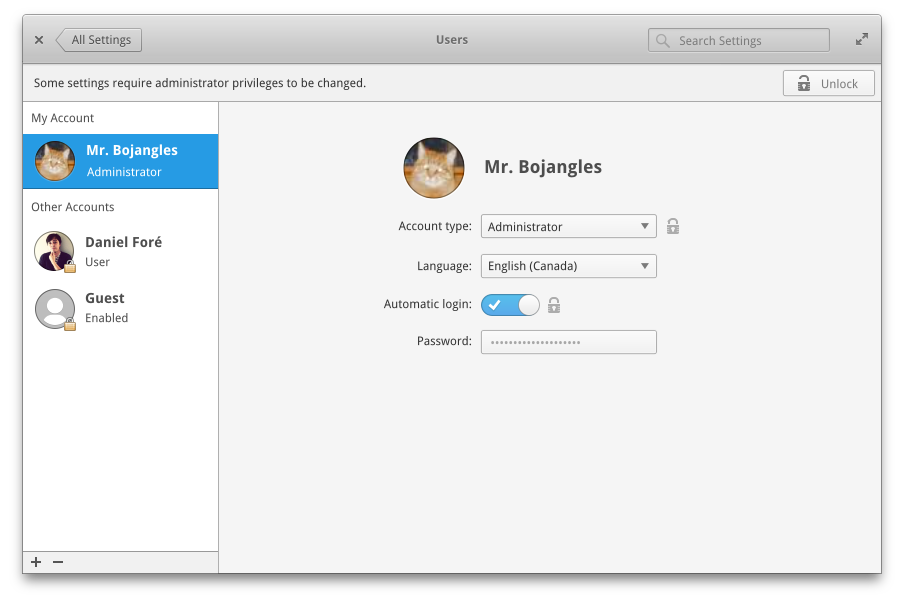 All Settings
Users
Search Settings
Some settings require administrator privileges to be changed.
Unlock
My Account
Mr. Bojangles
Administrator
Other Accounts
Daniel Foré
User
Guest
Enabled
Mr. Bojangles
Account type: Administrator
Language: English (Canada)
Automatic login:
Password: ••••••••••••••••••••